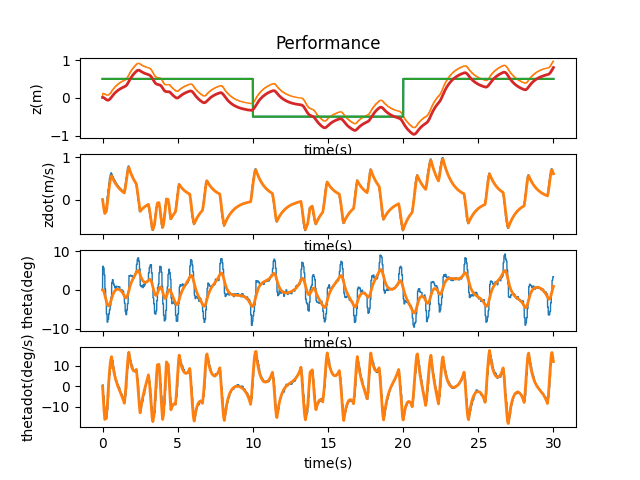 Performance
z(m)
1
0
−1
time(s)
zdot(m/s)
1
0
time(s)
theta(deg)
10
0
−10
time(s)
thetadot(deg/s)
10
0
−10
0 5 10 15 20 25 30
time(s)